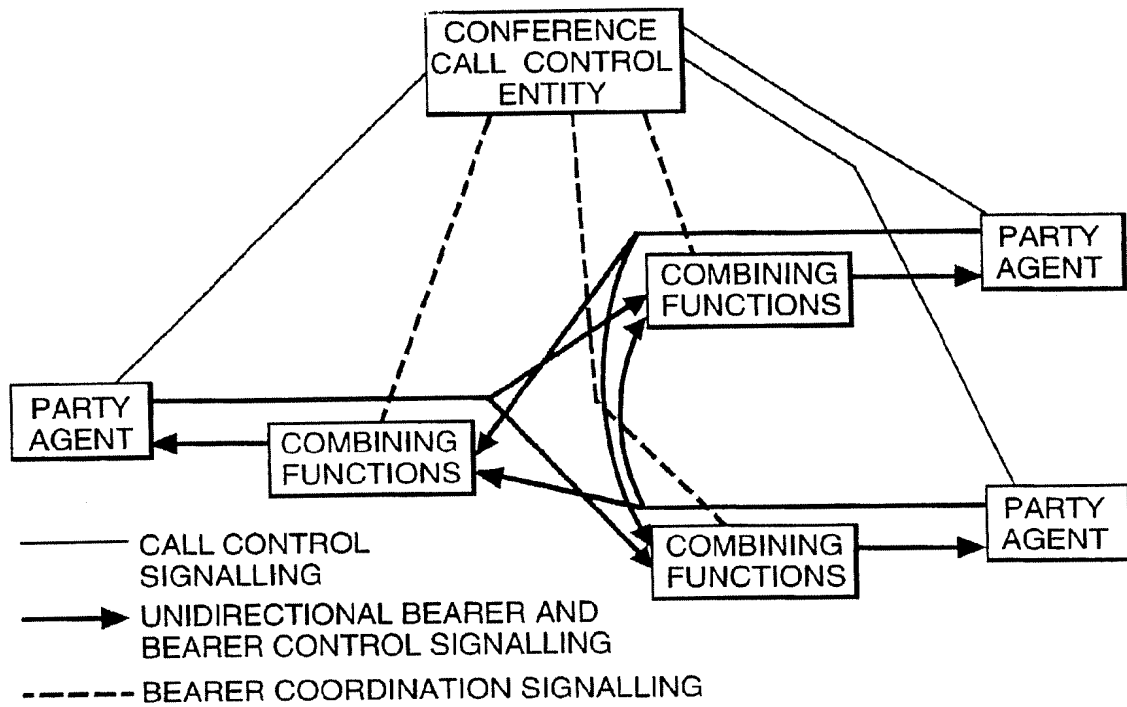 CONFERENCE
CALL CONTROL
ENTITY
PARTY
AGENT
COMBINING
FUNCTIONS
PARTY
AGENT
COMBINING
FUNCTIONS
PARTY
AGENT
COMBINING
FUNCTIONS
CALL CONTROL
SIGNALLING
UNIDIRECTIONAL BEARER AND
BEARER CONTROL SIGNALLING
BEARER COORDINATION SIGNALLING